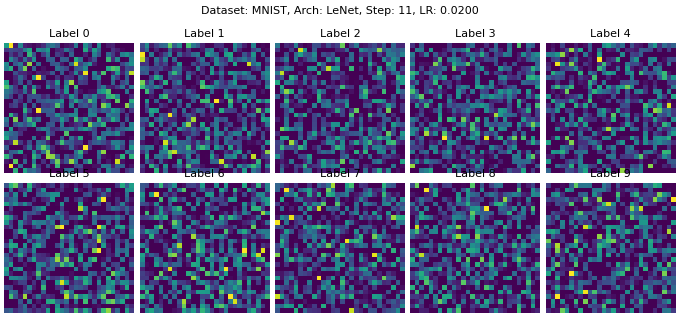 Dataset: MNIST, Arch: LeNet, Step: 11, LR: 0.0200
Label 0 Label 1 Label 2 Label 3 Label 4
Label 5 Label 6 Label 7 Label 8 Label 9